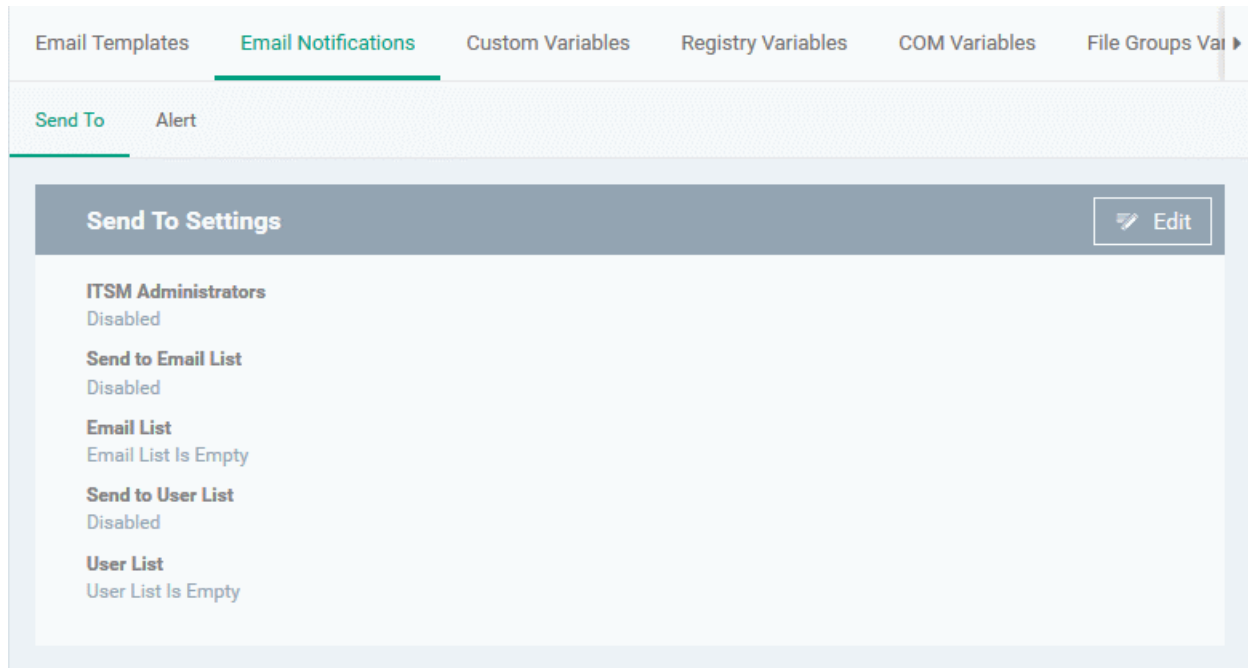 Email Templates Email Notifications Custom Variables Registry Variables COM Variables File Groups
Send To Alert
Send To Settings Edit
ITSM Administrators
Disabled
Send to Email List
Disabled
Email List
Email List Is Empty
Send to User List
Disabled
User List
User List Is Empty